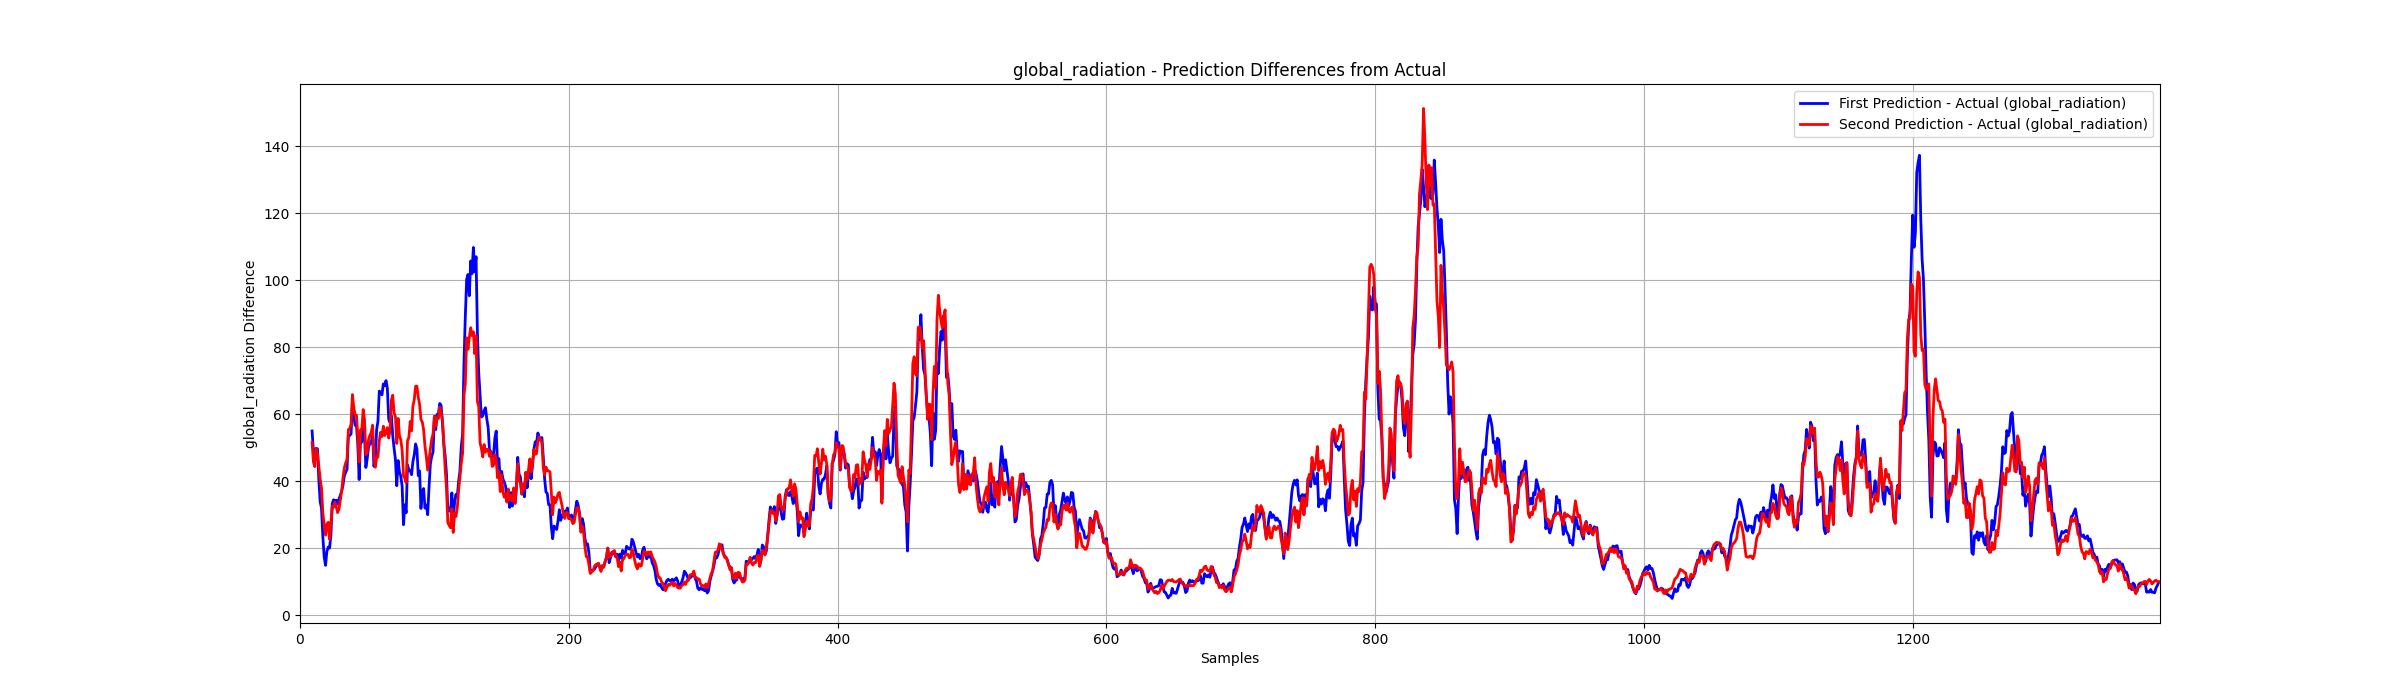 global_radiation - Prediction Differences from Actual
First Prediction - Actual (global_radiation)
Second Prediction - Actual (global_radiation)
global_radiation Difference
140
120
100
80
60
40
20
0
0 200 400 600 800 1000 1200
Samples